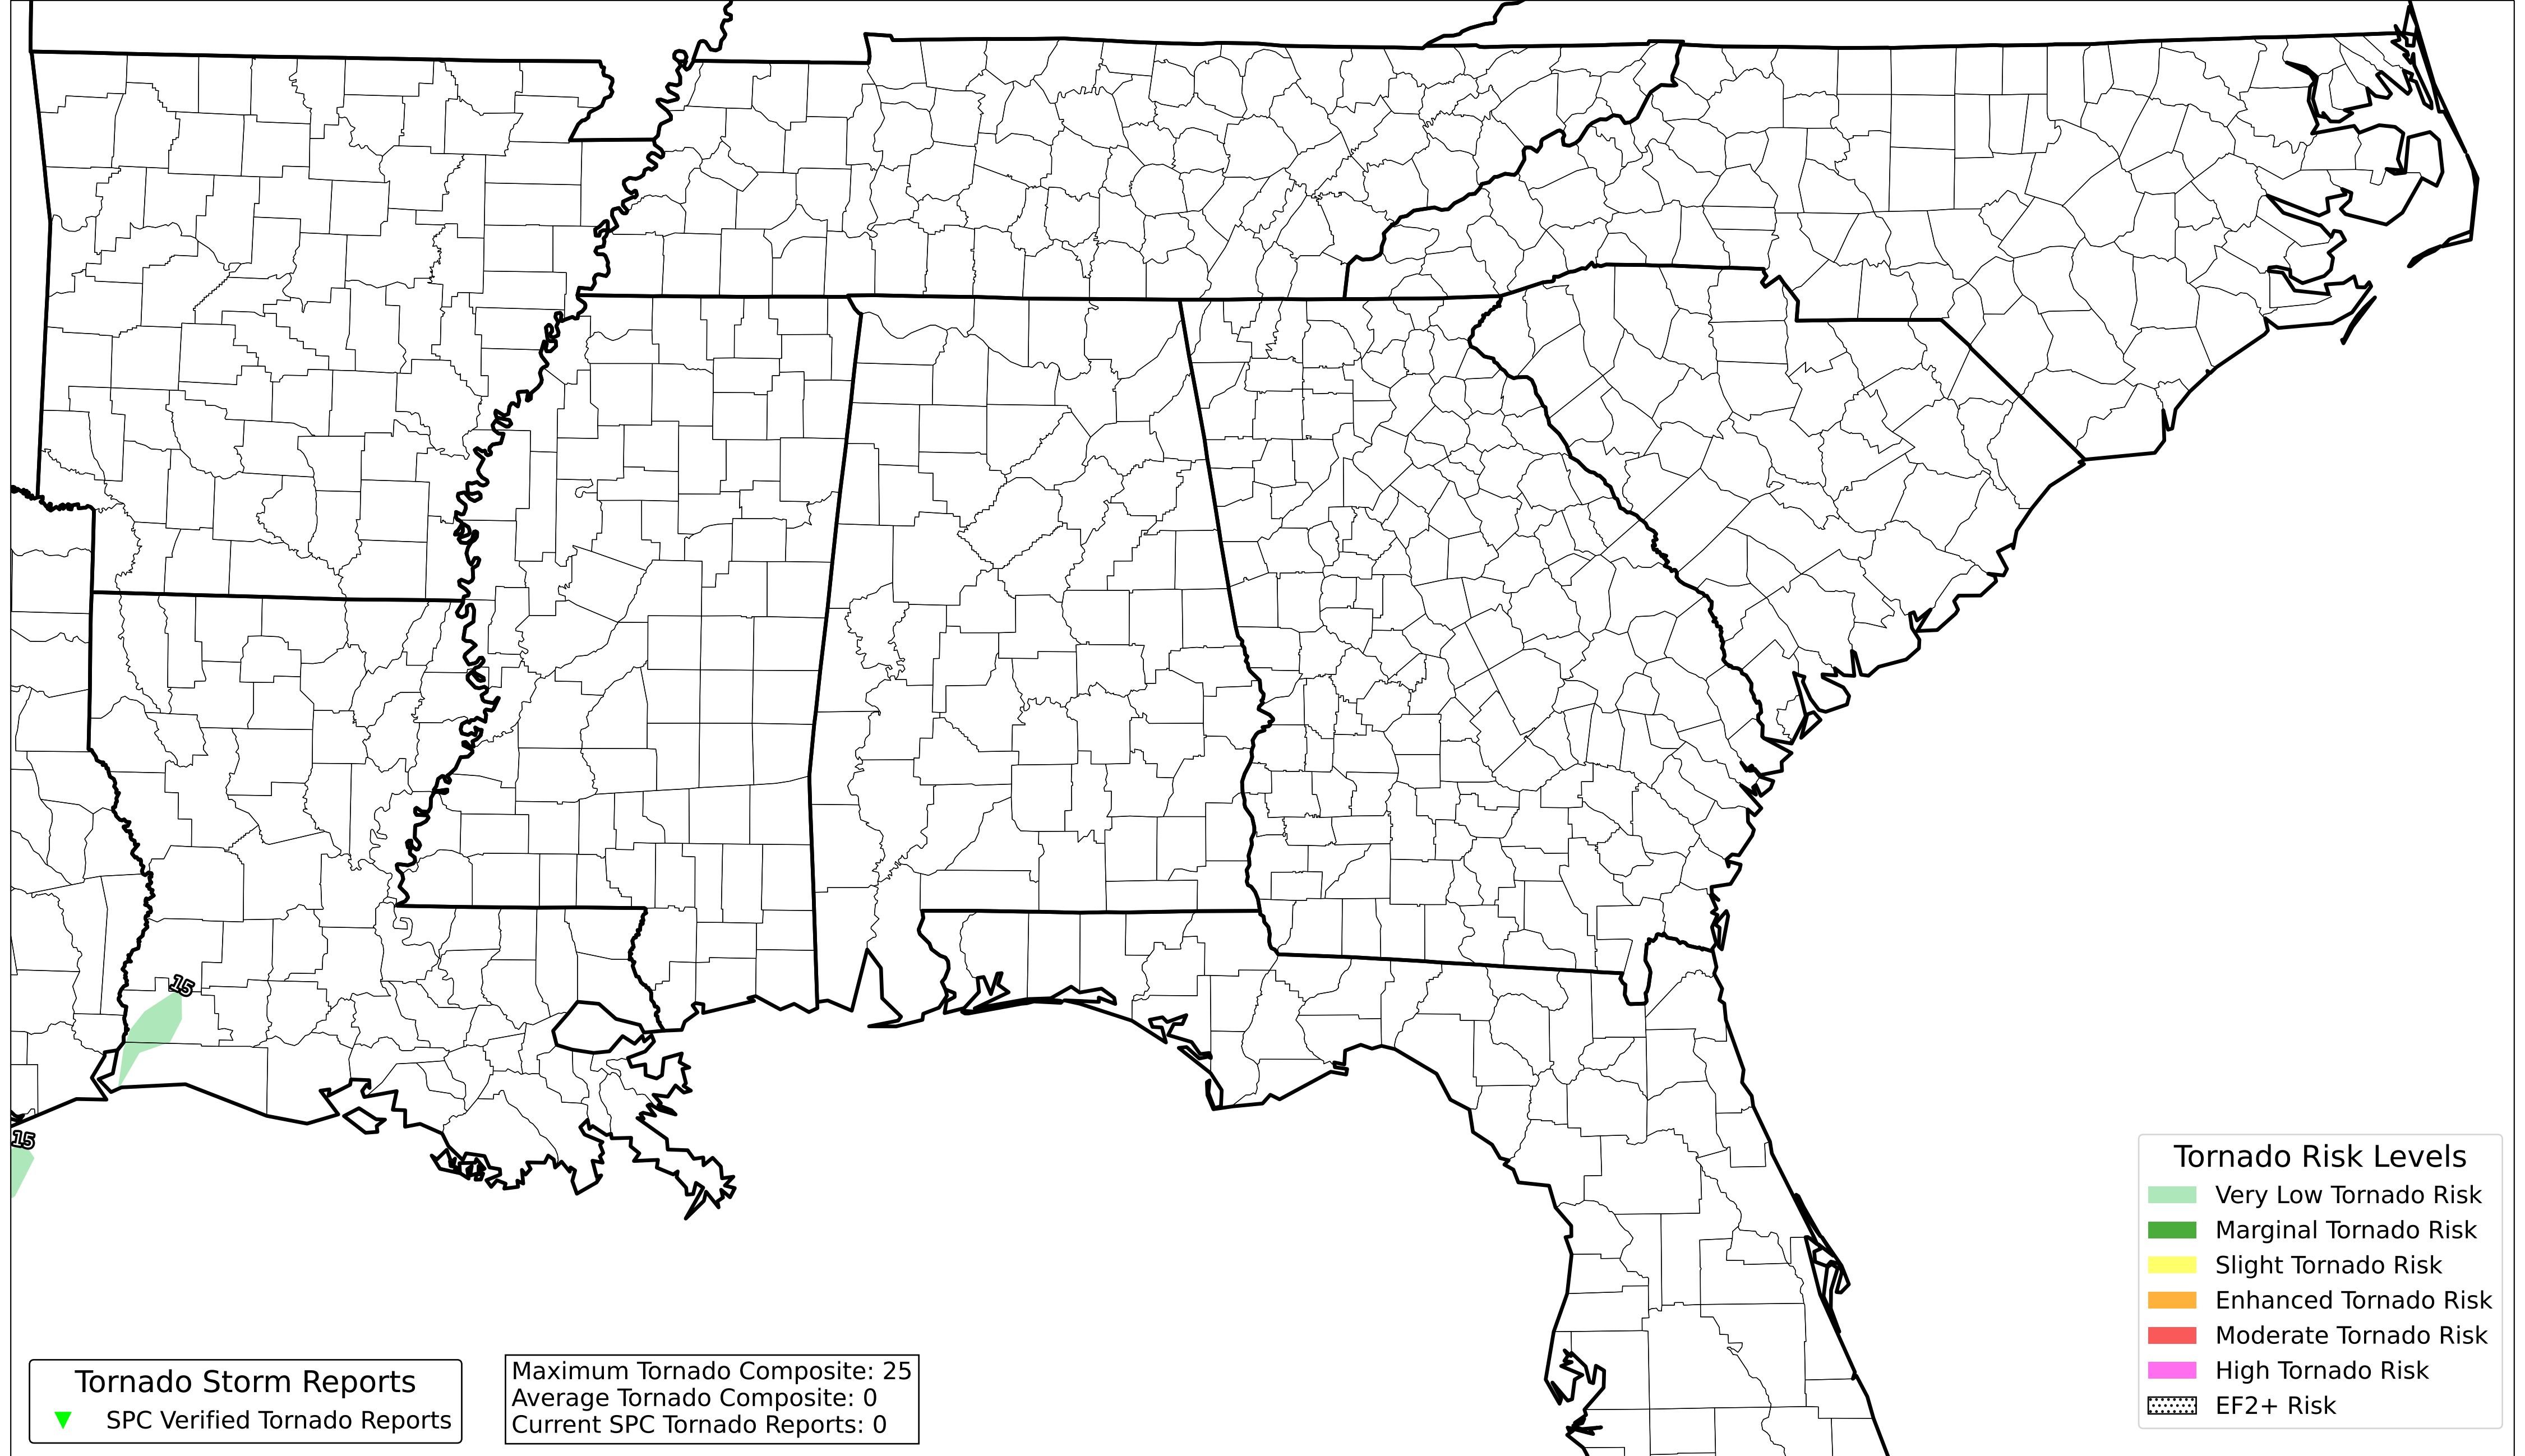 15
15
Tornado Risk Levels
Very Low Tornado Risk
Marginal Tornado Risk
Slight Tornado Risk
Enhanced Tornado Risk
Moderate Tornado Risk
High Tornado Risk
EF2+ Risk
Tornado Storm Reports
SPC Verified Tornado Reports
Maximum Tornado Composite: 25
Average Tornado Composite: 0
Current SPC Tornado Reports: 0